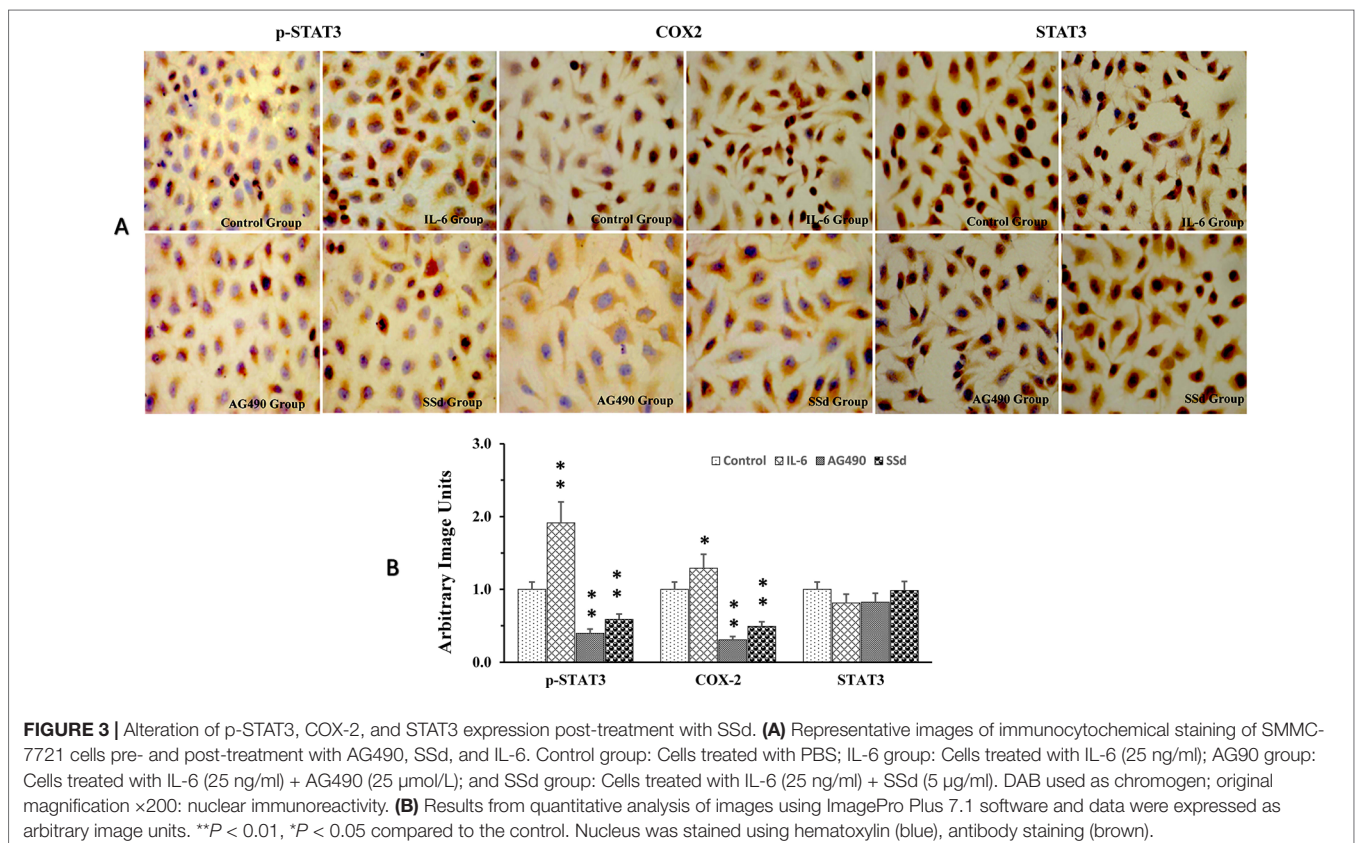 p-STAT3 COX2 STAT3
Control Group IL-6 Group Control Group IL-6 Group Control Group IL-6 Group
A
AG490 Group SSd Group AG490 Group SSd Group AG490 Group SSd Group
3.0
Control IL-6 AG490 SSd
** 
2.0
*
B
Arbitrary Image Units
1.0
** ** ** **
0.0
p-STAT3 COX-2 STAT3
FIGURE 3 | Alteration of p-STAT3, COX-2, and STAT3 expression post-treatment with SSd. (A) Representative images of immunocytochemical staining of SMMC-
7721 cells pre- and post-treatment with AG490, SSd, and IL-6. Control group: Cells treated with PBS; IL-6 group: Cells treated with IL-6 (25 ng/ml); AG90 group:
Cells treated with IL-6 (25 ng/ml) + AG490 (25 µmol/L); and SSd group: Cells treated with IL-6 (25 ng/ml) + SSd (5 µg/ml). DAB used as chromogen; original
magnification ×200: nuclear immunoreactivity. (B) Results from quantitative analysis of images using ImagePro Plus 7.1 software and data were expressed as
arbitrary image units. **P < 0.01, *P < 0.05 compared to the control. Nucleus was stained using hematoxylin (blue), antibody staining (brown).